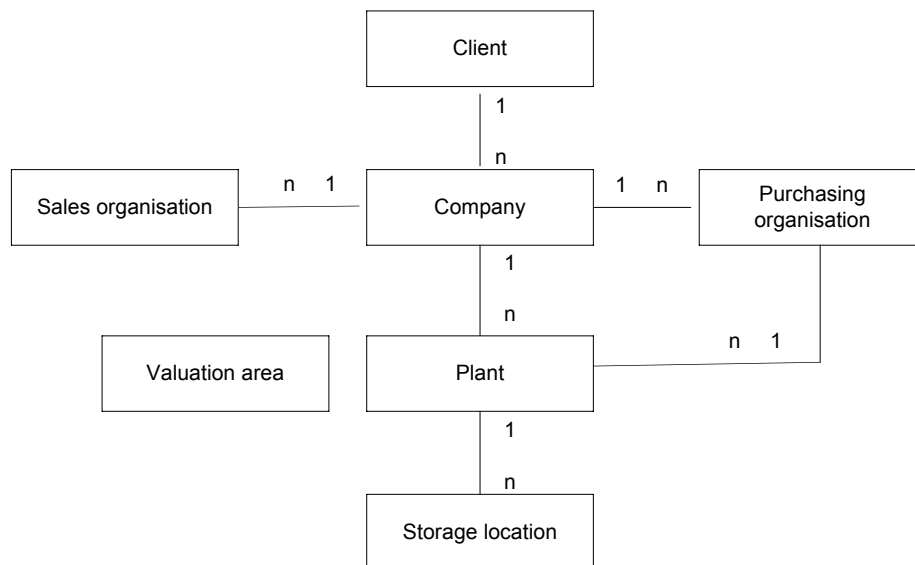 Client
1
n
n 1
1 n
Sales organisation
Company
Purchasing
organisation
1
n
n 1
Valuation area
Plant
1
n
Storage location